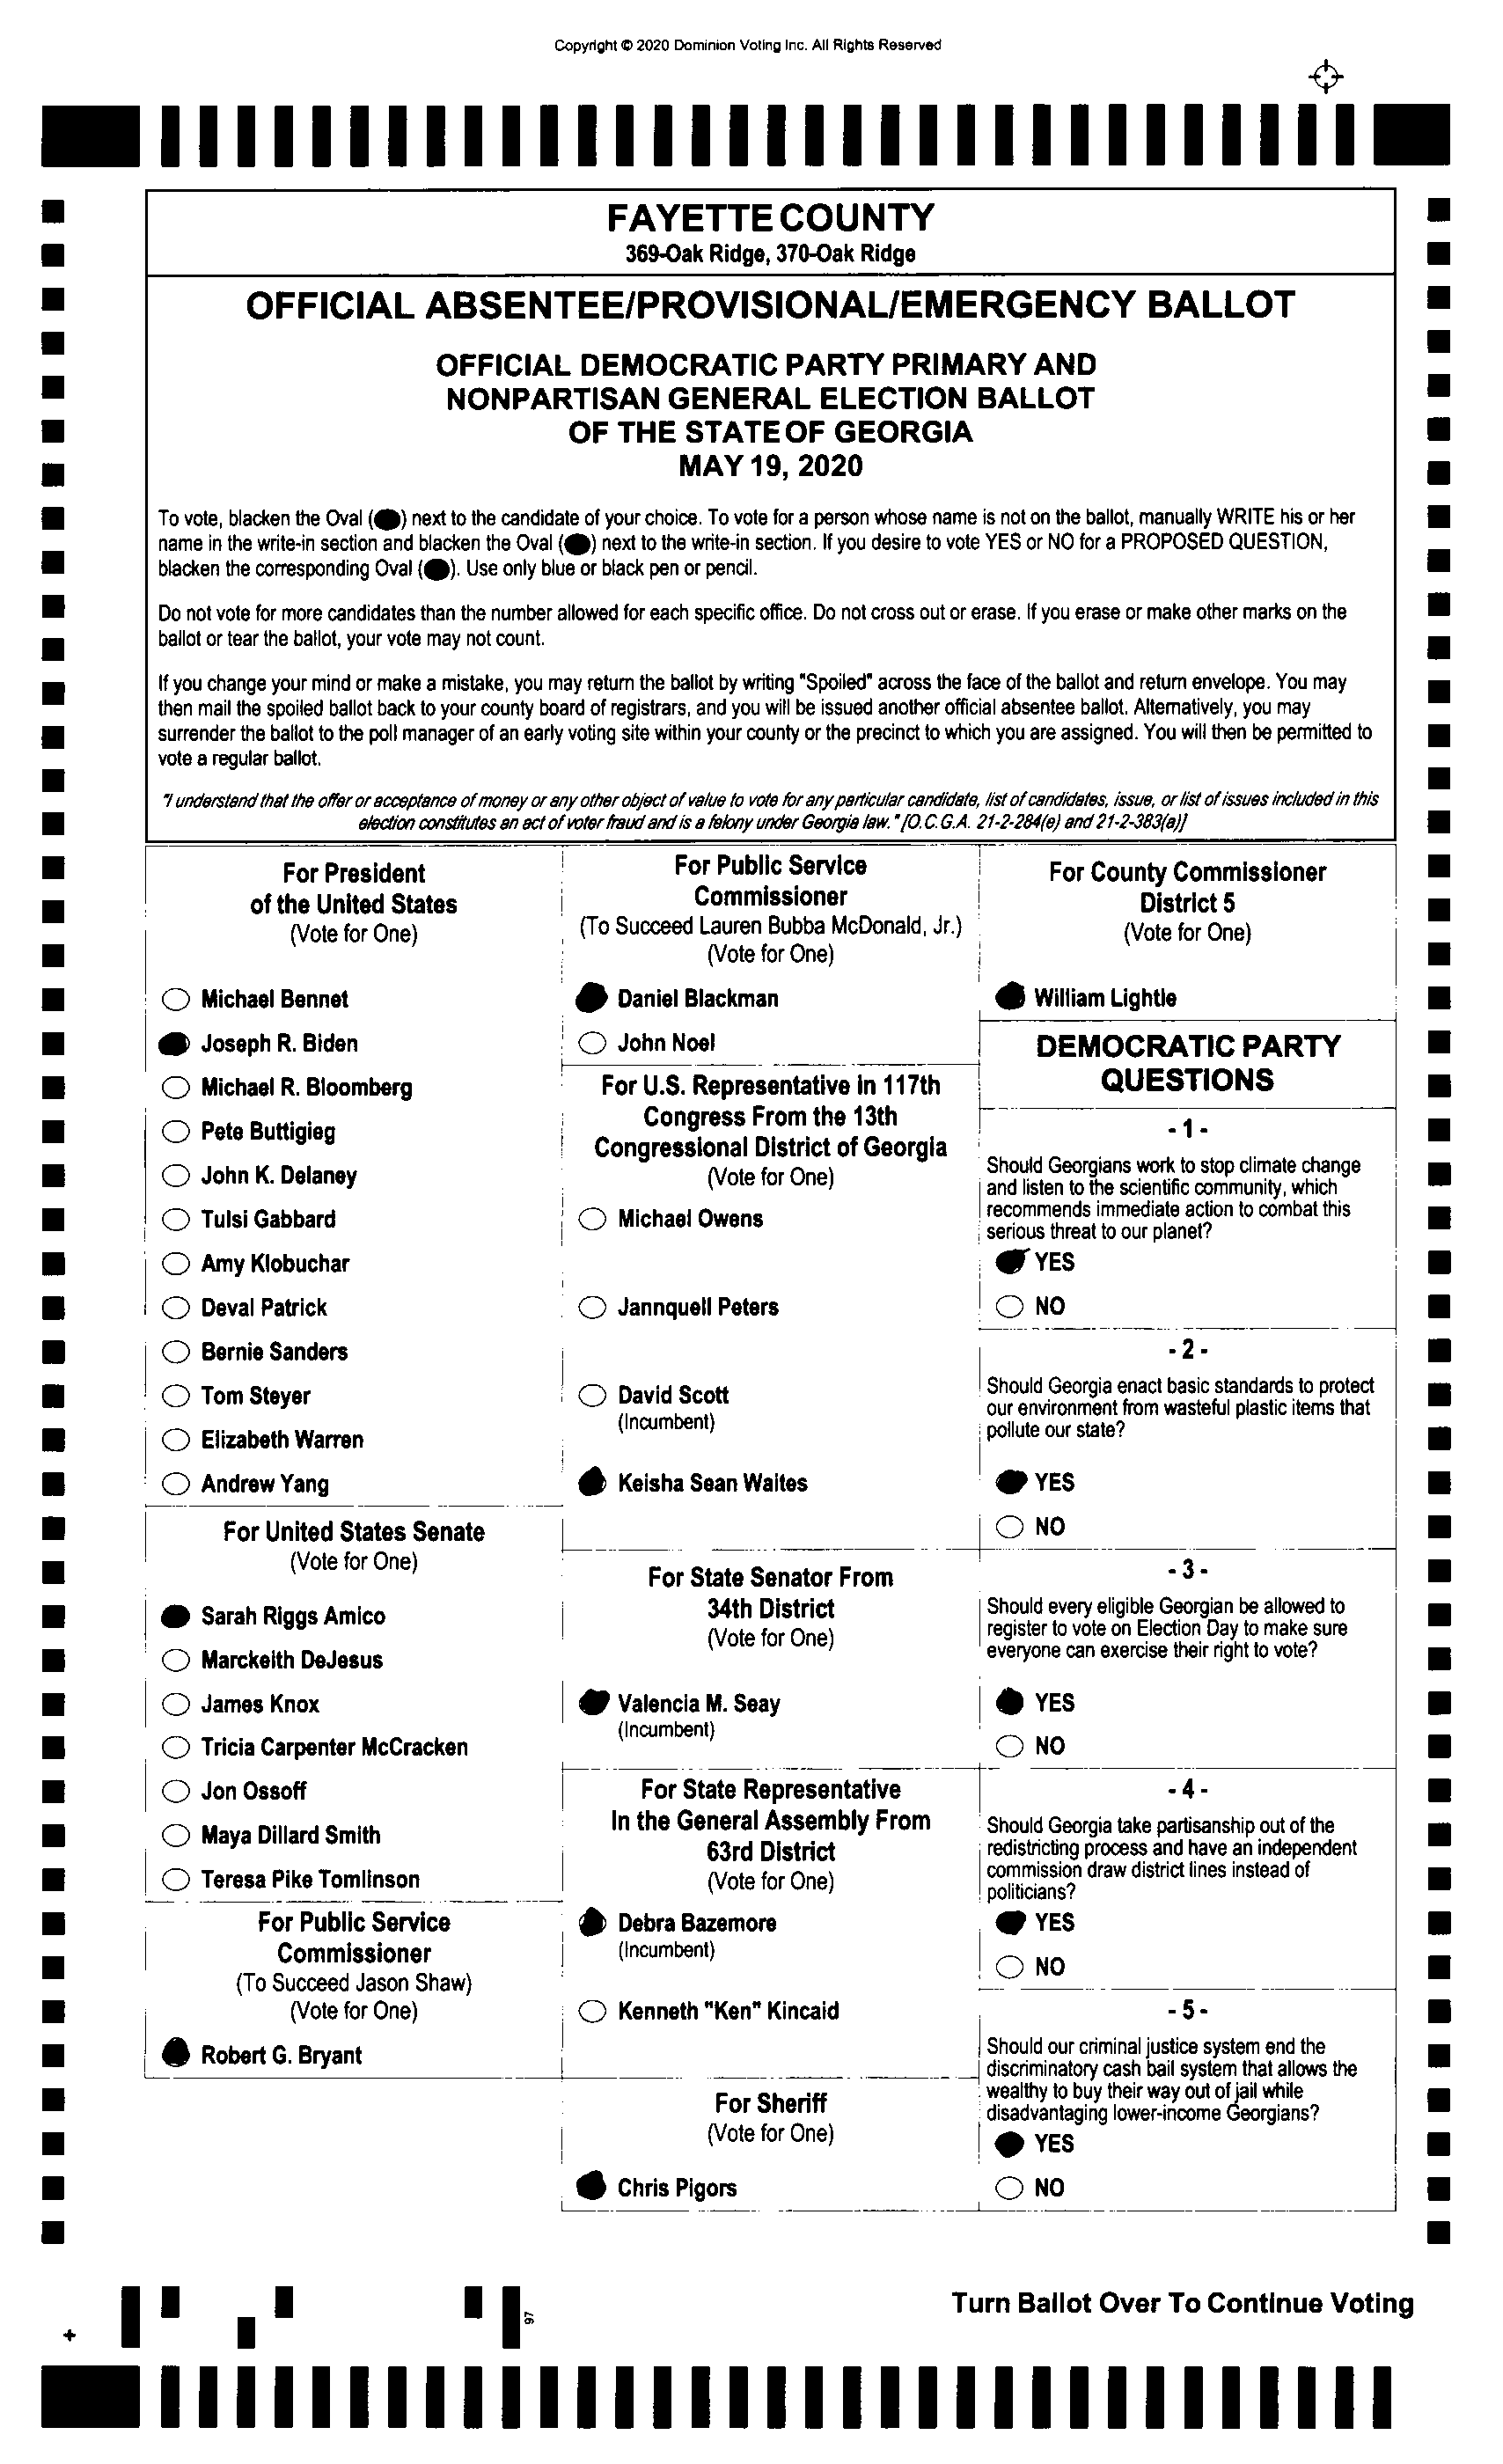 Copyright © 2020 Dominion Voting Inc. All Rights Reserved
FAYETTE COUNTY
369-Oak Ridge, 370-Oak Ridge
OFFICIAL ABSENTEE/PROVISIONAL/EMERGENCY BALLOT
OFFICIAL DEMOCRATIC PARTY PRIMARY AND
NONPARTISAN GENERAL ELECTION BALLOT
OF THE STATE OF GEORGIA
MAY 19, 2020
To vote, blacken the Oval (⬬) next to the candidate of your choice. To vote for a person whose name is not on the ballot, manually WRITE his or her
name in the write-in section and blacken the Oval (⬬) next to the write-in section. If you desire to vote YES or NO for a PROPOSED QUESTION,
blacken the corresponding Oval (⬬). Use only blue or black pen or pencil.
Do not vote for more candidates than the number allowed for each specific office. Do not cross out or erase. If you erase or make other marks on the
ballot or tear the ballot, your vote may not count.
If you change your mind or make a mistake, you may return the ballot by writing "Spoiled" across the face of the ballot and return envelope. You may
then mail the spoiled ballot back to your county board of registrars, and you will be issued another official absentee ballot. Alternatively, you may
surrender the ballot to the poll manager of an early voting site within your county or the precinct to which you are assigned. You will then be permitted to
vote a regular ballot.
"I understand that the offer or acceptance of money or any other object of value to vote for any particular candidate, list of candidates, issue, or list of issues included in this
election constitutes an act of voter fraud and is a felony under Georgia law." [O.C.G.A. 21-2-284(e) and 21-2-383(a)]
For President
of the United States
(Vote for One)
Michael Bennet
Joseph R. Biden
Michael R. Bloomberg
Pete Buttigieg
John K. Delaney
Tulsi Gabbard
Amy Klobuchar
Deval Patrick
Bernie Sanders
Tom Steyer
Elizabeth Warren
Andrew Yang
For United States Senate
(Vote for One)
Sarah Riggs Amico
Marckeith DeJesus
James Knox
Tricia Carpenter McCracken
Jon Ossoff
Maya Dillard Smith
Teresa Pike Tomlinson
For Public Service
Commissioner
(To Succeed Jason Shaw)
(Vote for One)
Robert G. Bryant
For Public Service
Commissioner
(To Succeed Lauren Bubba McDonald, Jr.)
(Vote for One)
Daniel Blackman
John Noel
For U.S. Representative in 117th
Congress From the 13th
Congressional District of Georgia
(Vote for One)
Michael Owens
Jannquell Peters
David Scott
(Incumbent)
Keisha Sean Waites
For State Senator From
34th District
(Vote for One)
Valencia M. Seay
(Incumbent)
For State Representative
In the General Assembly From
63rd District
(Vote for One)
Debra Bazemore
(Incumbent)
Kenneth "Ken" Kincaid
For Sheriff
(Vote for One)
Chris Pigors
For County Commissioner
District 5
(Vote for One)
William Lightle
DEMOCRATIC PARTY
QUESTIONS
- 1 -
Should Georgians work to stop climate change
and listen to the scientific community, which
recommends immediate action to combat this
serious threat to our planet?
YES
NO
- 2 -
Should Georgia enact basic standards to protect
our environment from wasteful plastic items that
pollute our state?
YES
NO
- 3 -
Should every eligible Georgian be allowed to
register to vote on Election Day to make sure
everyone can exercise their right to vote?
YES
NO
- 4 -
Should Georgia take partisanship out of the
redistricting process and have an independent
commission draw district lines instead of
politicians?
YES
NO
- 5 -
Should our criminal justice system end the
discriminatory cash bail system that allows the
wealthy to buy their way out of jail while
disadvantaging lower-income Georgians?
YES
NO
Turn Ballot Over To Continue Voting
97
+